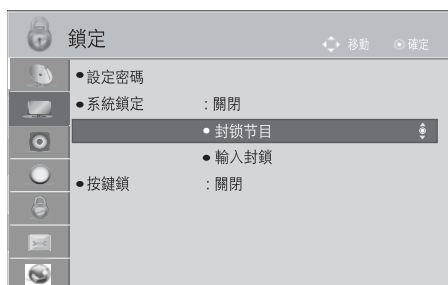 鎖定
移動 ⊙確定
●設定密碼
●系統鎖定 : 關閉
●封锁节目
●輸入封鎖
●按鍵鎖 : 關閉